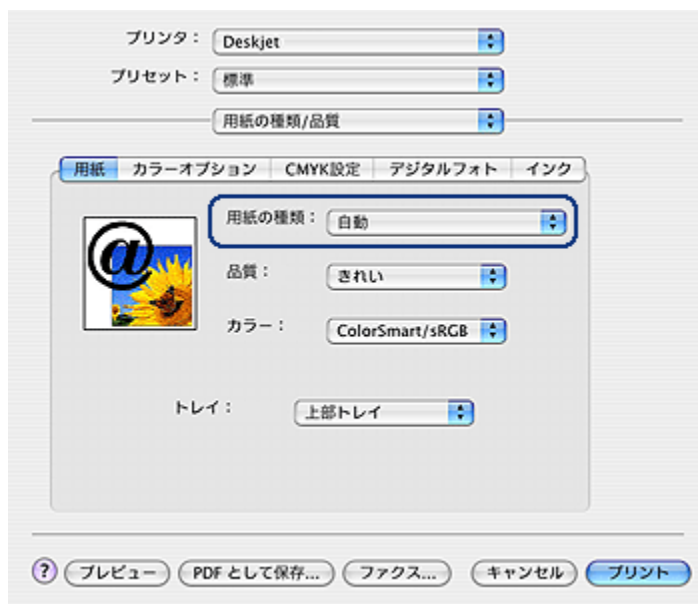 プリンタ： Deskjet
プリセット： 標準
用紙の種類/品質
用紙 カラーオプション CMYK設定 デジタルフォト インク
用紙の種類： 自動
@
品質： きれい
カラー： ColorSmart/sRGB
トレイ： 上部トレイ
? プレビュー PDF として保存... ファクス... キャンセル プリント